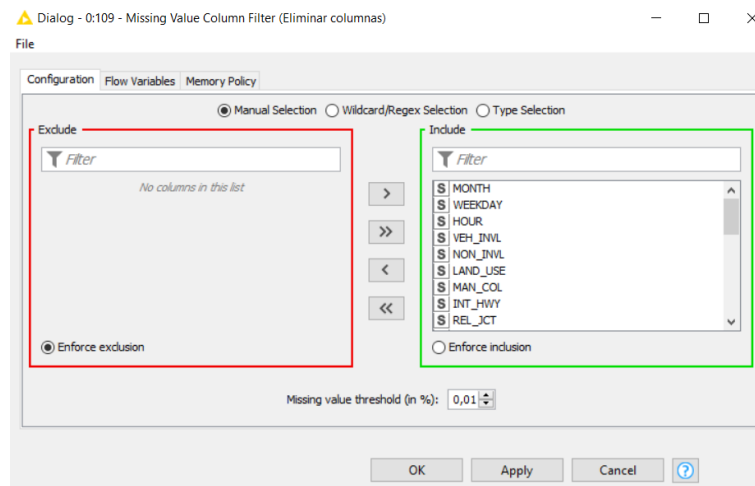 Dialog - 0:109 - Missing Value Column Filter (Eliminar columnas)
File
Configuration Flow Variables Memory Policy
Manual Selection Wildcard/Regex Selection Type Selection
Exclude
Filter
No columns in this list
Enforce exclusion
>
>>
<
<<
Include
Filter
S MONTH
S WEEKDAY
S HOUR
S VEH_INVL
S NON_INVL
S LAND_USE
S MAN_COL
S INT_HWY
S REL_JCT
Enforce inclusion
Missing value threshold (in %): 0,01
OK Apply Cancel ?